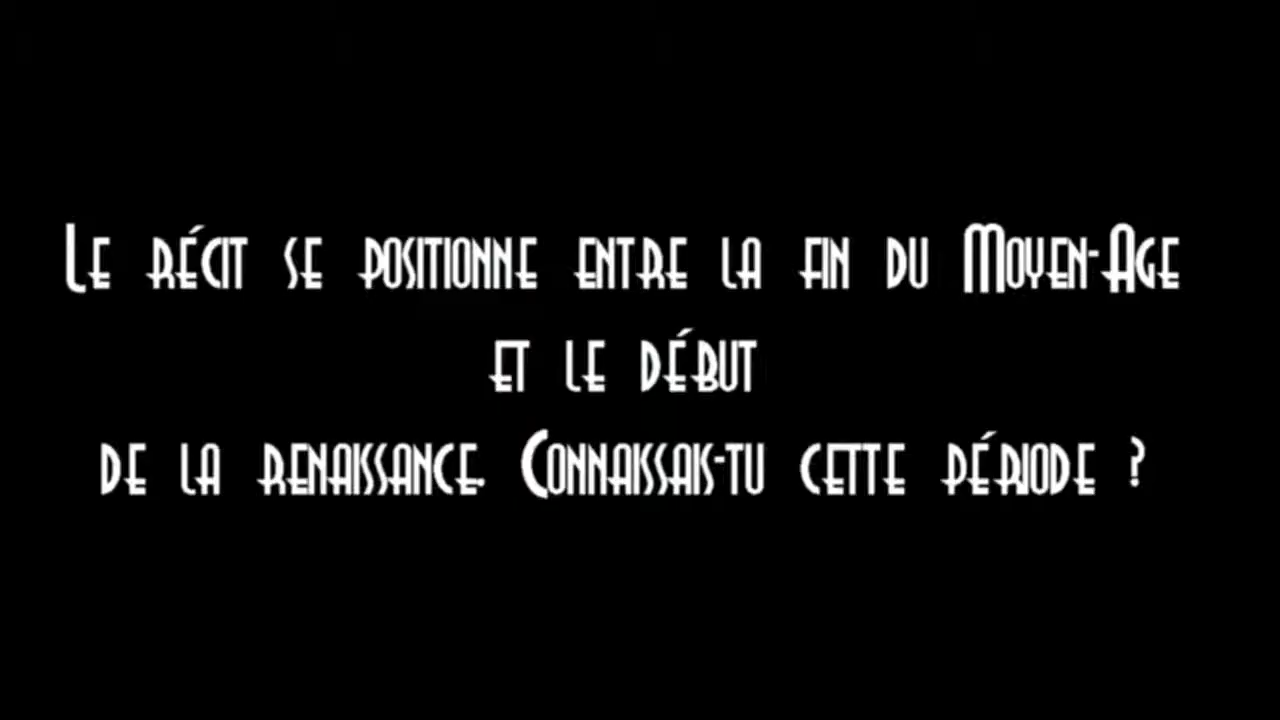 Le récit se positionne entre la fin du Moyen-Age
et le début
de la renaissance. Connaissais-tu cette période ?